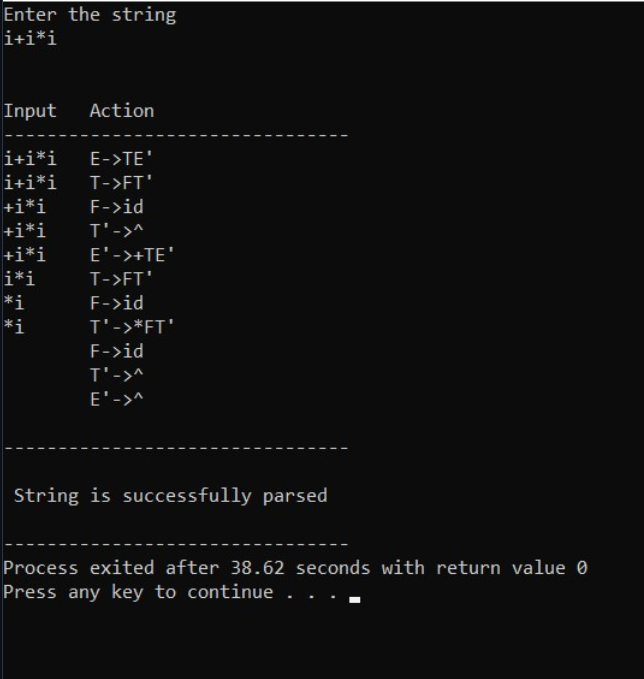 Enter the string
i+i*i
Input   Action
--------------------------------
i+i*i   E->TE'
i+i*i   T->FT'
+i*i    F->id
+i*i    T'->^
+i*i    E'->+TE'
i*i     T->FT'
*i      F->id
*i      T'->*FT'
        F->id
        T'->^
        E'->^
--------------------------------
 String is successfully parsed
--------------------------------
Process exited after 38.62 seconds with return value 0
Press any key to continue . . .